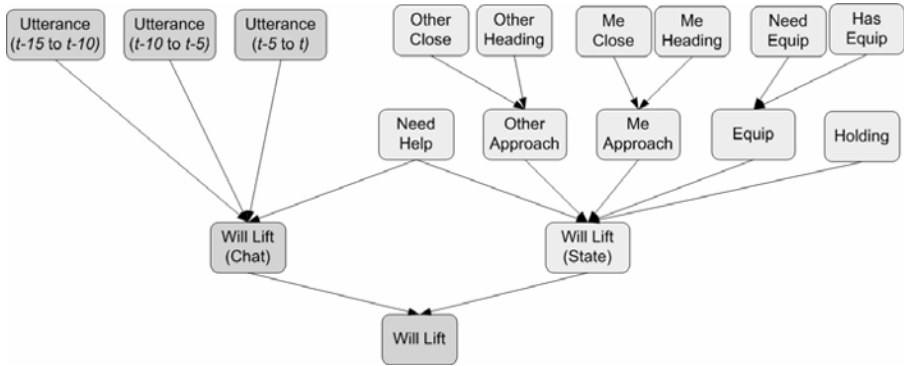 Utterance
(t-15 to t-10)
Utterance
(t-10 to t-5)
Utterance
(t-5 to t)
Other
Close
Other
Heading
Me
Close
Me
Heading
Need
Equip
Has
Equip
Need
Help
Other
Approach
Me
Approach
Equip
Holding
Will Lift
(Chat)
Will Lift
(State)
Will Lift